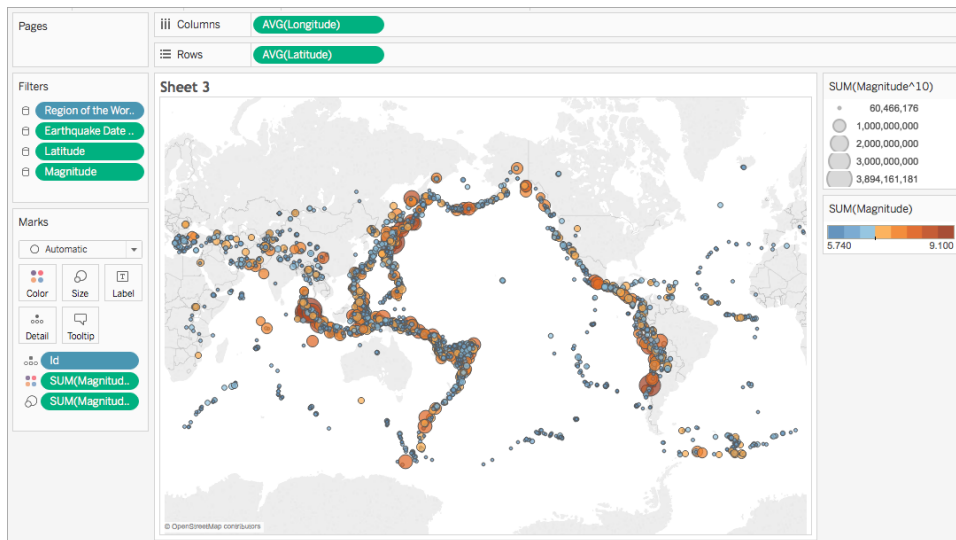 Pages
Columns
AVG(Longitude)
Rows
AVG(Latitude)
Filters
Region of the Wor..
Earthquake Date ..
Latitude
Magnitude
Marks
Automatic
Color
Size
Label
Detail
Tooltip
Id
SUM(Magnitud..
SUM(Magnitud..
Sheet 3
© OpenStreetMap contributors
SUM(Magnitude^10)
60,466,176
1,000,000,000
2,000,000,000
3,000,000,000
3,894,161,181
SUM(Magnitude)
5.740 9.100